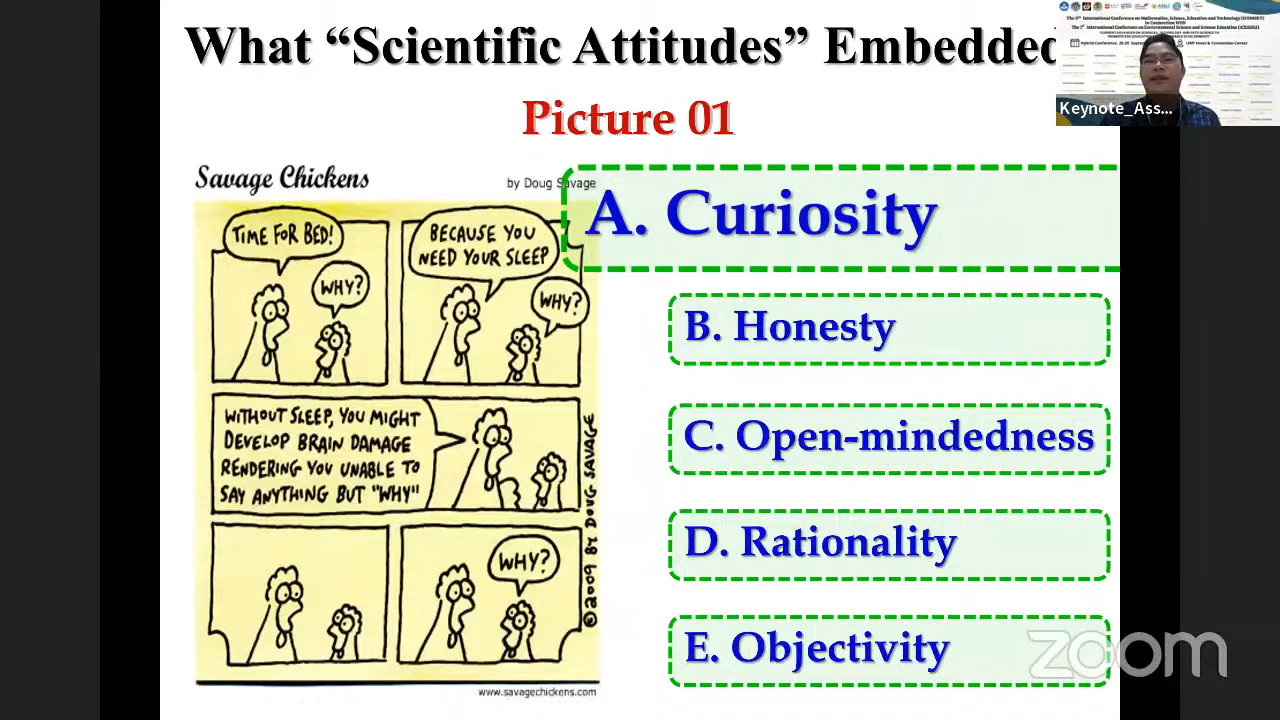 What “Scientific Attitudes” Embedded
Picture 01
Savage Chickens
by Doug Savage
TIME FOR BED!
WHY?
BECAUSE YOU
NEED YOUR SLEEP
WHY?
WITHOUT SLEEP, YOU MIGHT
DEVELOP BRAIN DAMAGE
RENDERING YOU UNABLE TO
SAY ANYTHING BUT "WHY"
WHY?
©2009 BY DOUG SAVAGE
www.savagechickens.com
A. Curiosity
B. Honesty
C. Open-mindedness
D. Rationality
E. Objectivity
Keynote_Ass...
zoom